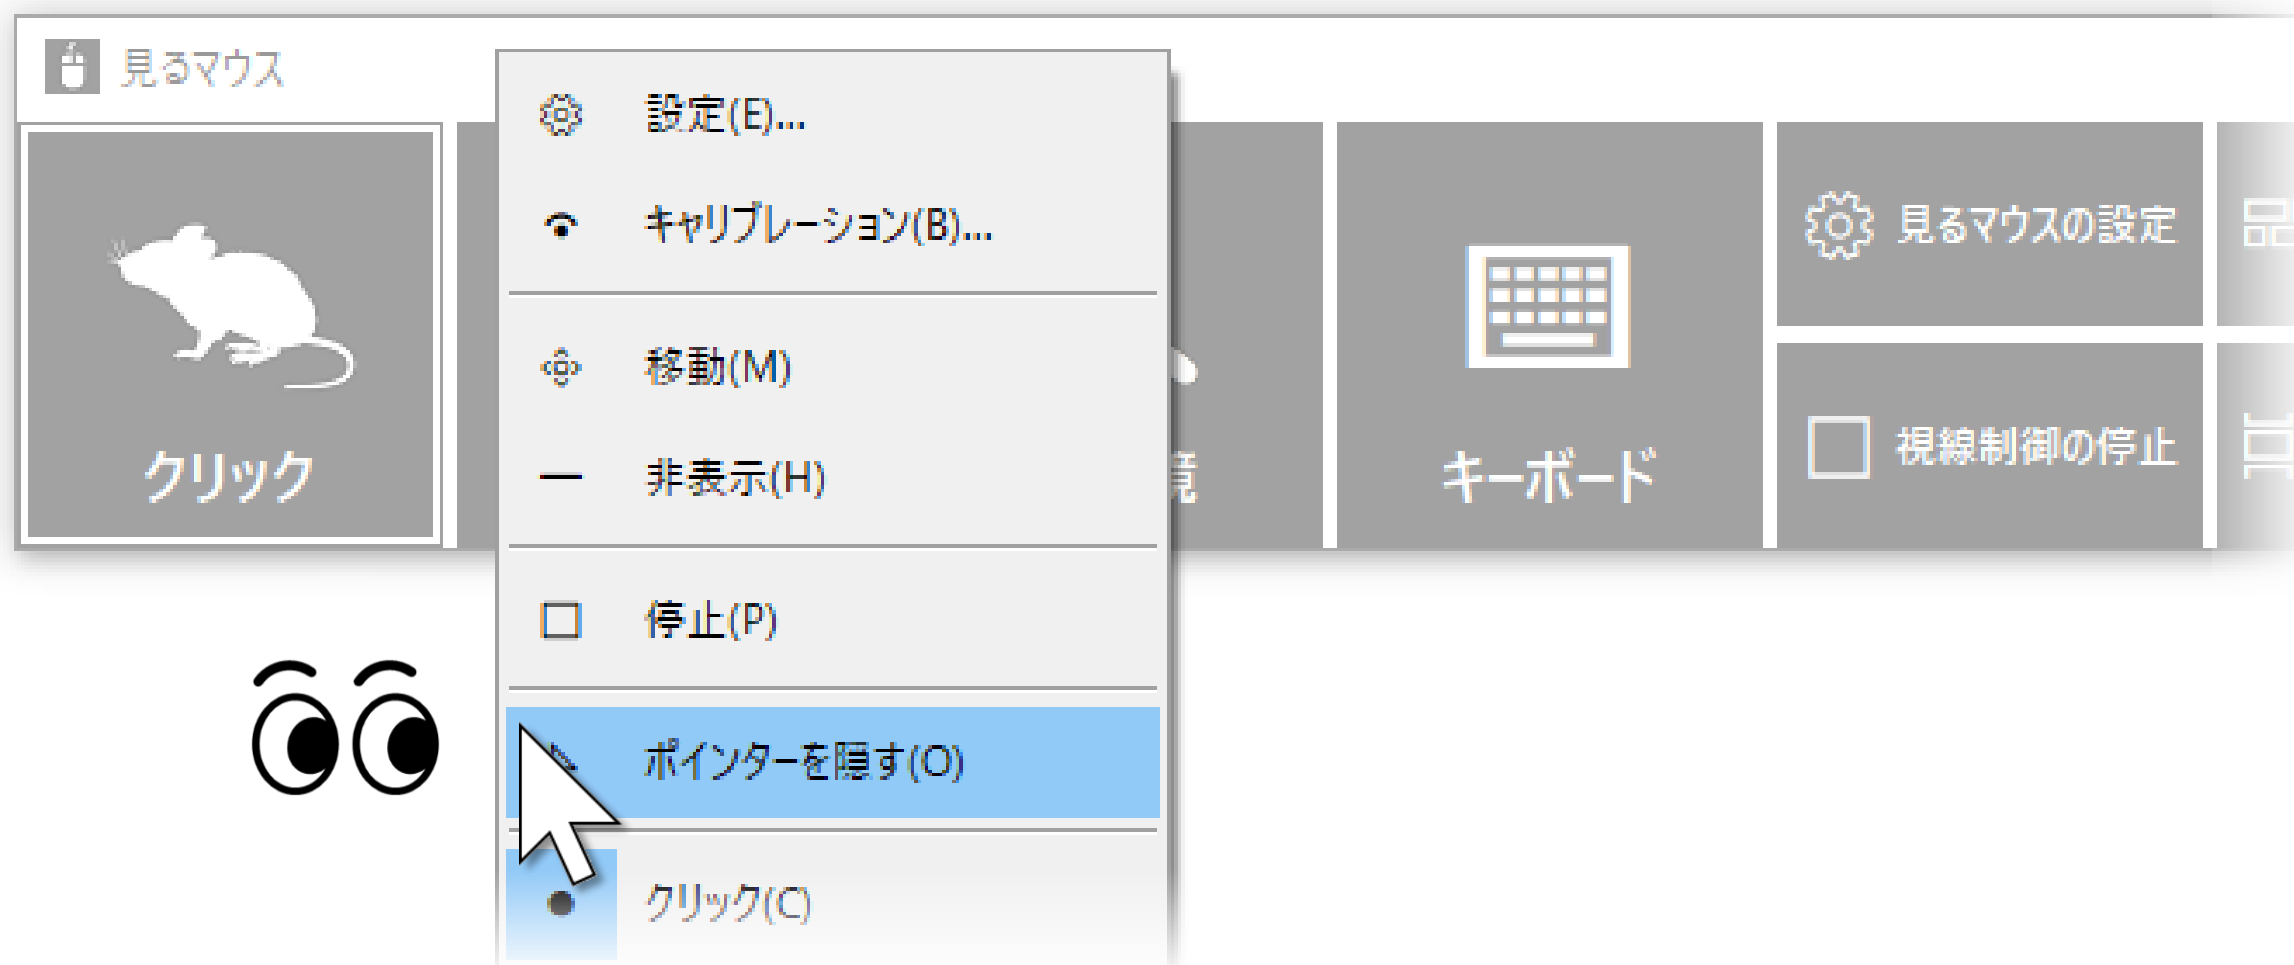 見るマウス
設定(E)...
キャリブレーション(B)...
移動(M)
非表示(H)
停止(P)
ポインターを隠す(O)
クリック(C)
クリック
鏡
キーボード
見るマウスの設定
視線制御の停止